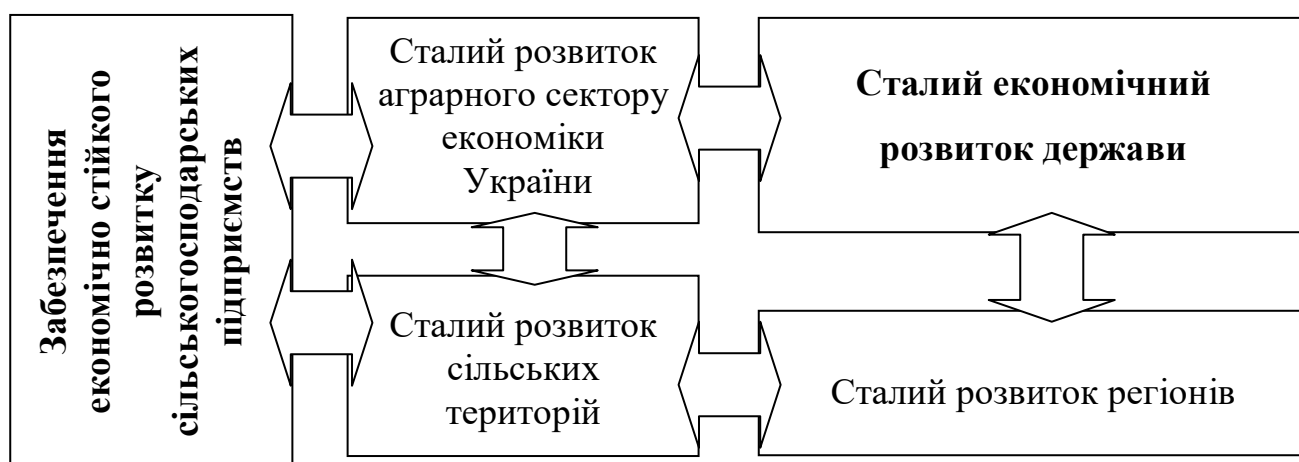 Забезпечення
економічно стійкого
розвитку
сільськогосподарських
підприємств
Сталий розвиток
аграрного сектору
економіки
України
Сталий економічний
розвиток держави
Сталий розвиток
сільських
територій
Сталий розвиток регіонів